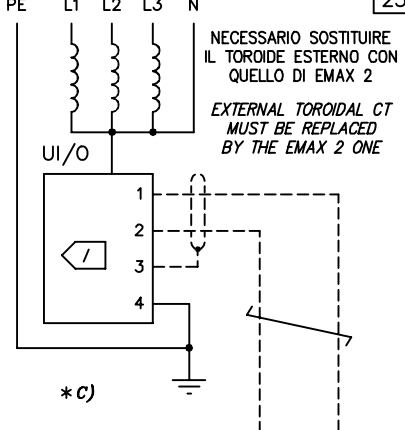 PE L1 L2 L3 N
NECESSARIO SOSTITUIRE
IL TOROIDE ESTERNO CON
QUELLO DI EMAX 2
EXTERNAL TOROIDAL CT
MUST BE REPLACED
BY THE EMAX 2 ONE
UI/O
1
2
/
3
4
*C)